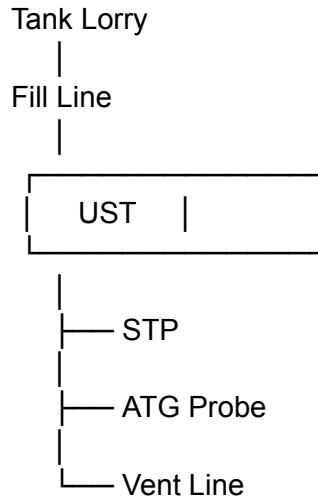 Tank Lorry
Fill Line
UST
STP
ATG Probe
Vent Line